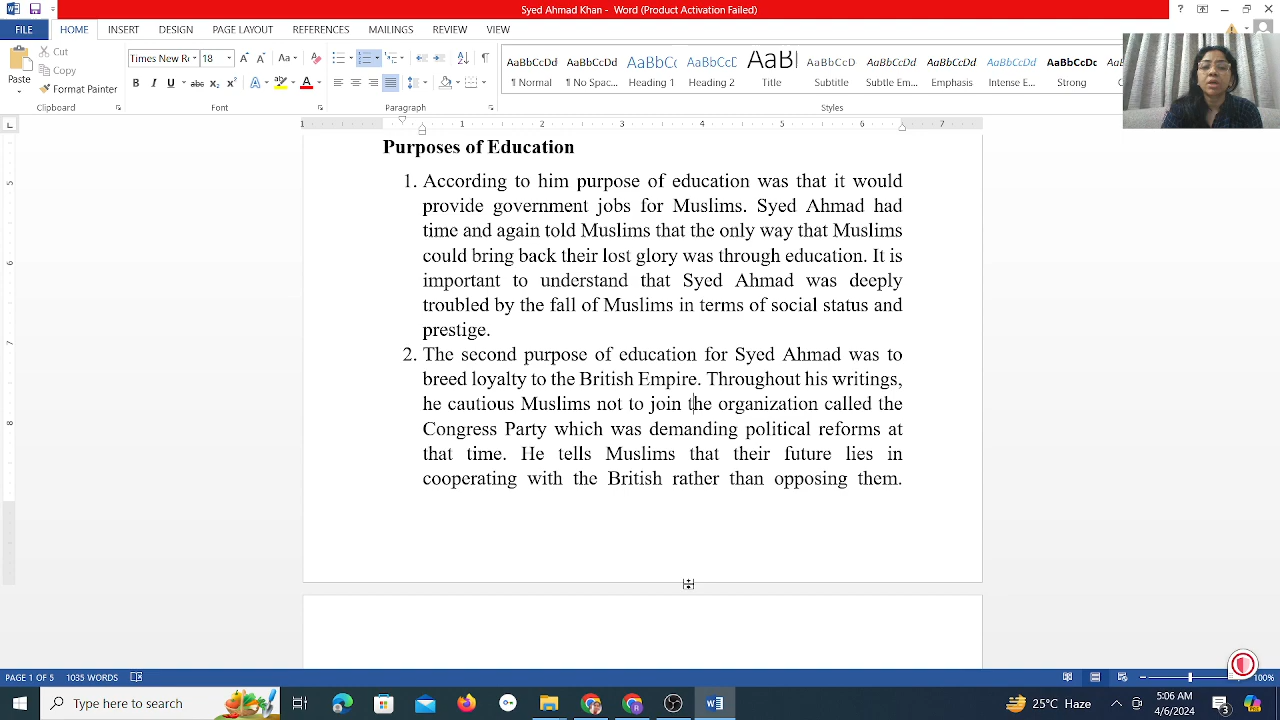 Syed Ahmad Khan - Word (Product Activation Failed)
FILE HOME INSERT DESIGN PAGE LAYOUT REFERENCES MAILINGS REVIEW VIEW
Paste
Cut
Copy
Format Painter
Clipboard
Times New Ro 18
Font
Paragraph
AaBbCcDd AaBbCcDd AaBbCc AaBbCcD AaBl AaBbCcDd AaBbCcDd AaBbCcDd AaBbCcDd AaBbCcDd
¶ Normal ¶ No Spac... Heading 1 Heading 2 Title Subtitle Subtle Em... Emphasis Intense E... Strong
Styles
Purposes of Education
1. According to him purpose of education was that it would
provide government jobs for Muslims. Syed Ahmad had
time and again told Muslims that the only way that Muslims
could bring back their lost glory was through education. It is
important to understand that Syed Ahmad was deeply
troubled by the fall of Muslims in terms of social status and
prestige.
2. The second purpose of education for Syed Ahmad was to
breed loyalty to the British Empire. Throughout his writings,
he cautious Muslims not to join the organization called the
Congress Party which was demanding political reforms at
that time. He tells Muslims that their future lies in
cooperating with the British rather than opposing them.
PAGE 1 OF 5 1035 WORDS 100%
Type here to search
25°C Haze
5:06 AM
4/6/2024